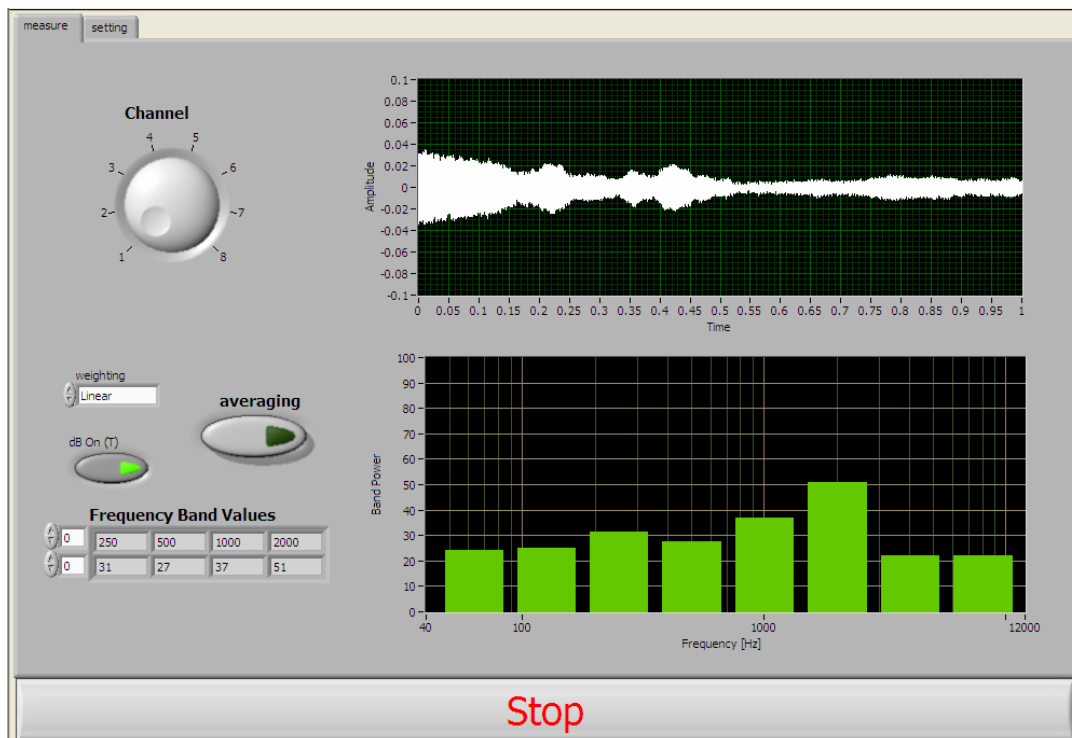 measure setting
Channel
1 2 3 4 5 6 7 8
Amplitude
0.1
0.08
0.06
0.04
0.02
0
-0.02
-0.04
-0.06
-0.08
-0.1
0 0.05 0.1 0.15 0.2 0.25 0.3 0.35 0.4 0.45 0.5 0.55 0.6 0.65 0.7 0.75 0.8 0.85 0.9 0.95 1
Time
weighting
Linear
averaging
dB On (T)
Frequency Band Values
0 250 500 1000 2000
0 31 27 37 51
Band Power
100
90
80
70
60
50
40
30
20
10
0
40 100 1000 12000
Frequency [Hz]
Stop